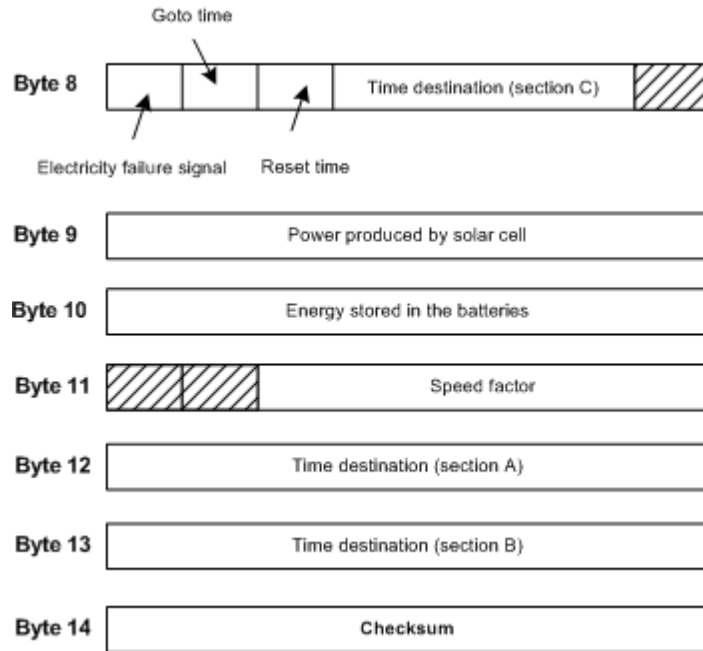 Goto time
Byte 8
Time destination (section C)
Electricity failure signal
Reset time
Byte 9
Power produced by solar cell
Byte 10
Energy stored in the batteries
Byte 11
Speed factor
Byte 12
Time destination (section A)
Byte 13
Time destination (section B)
Byte 14
Checksum